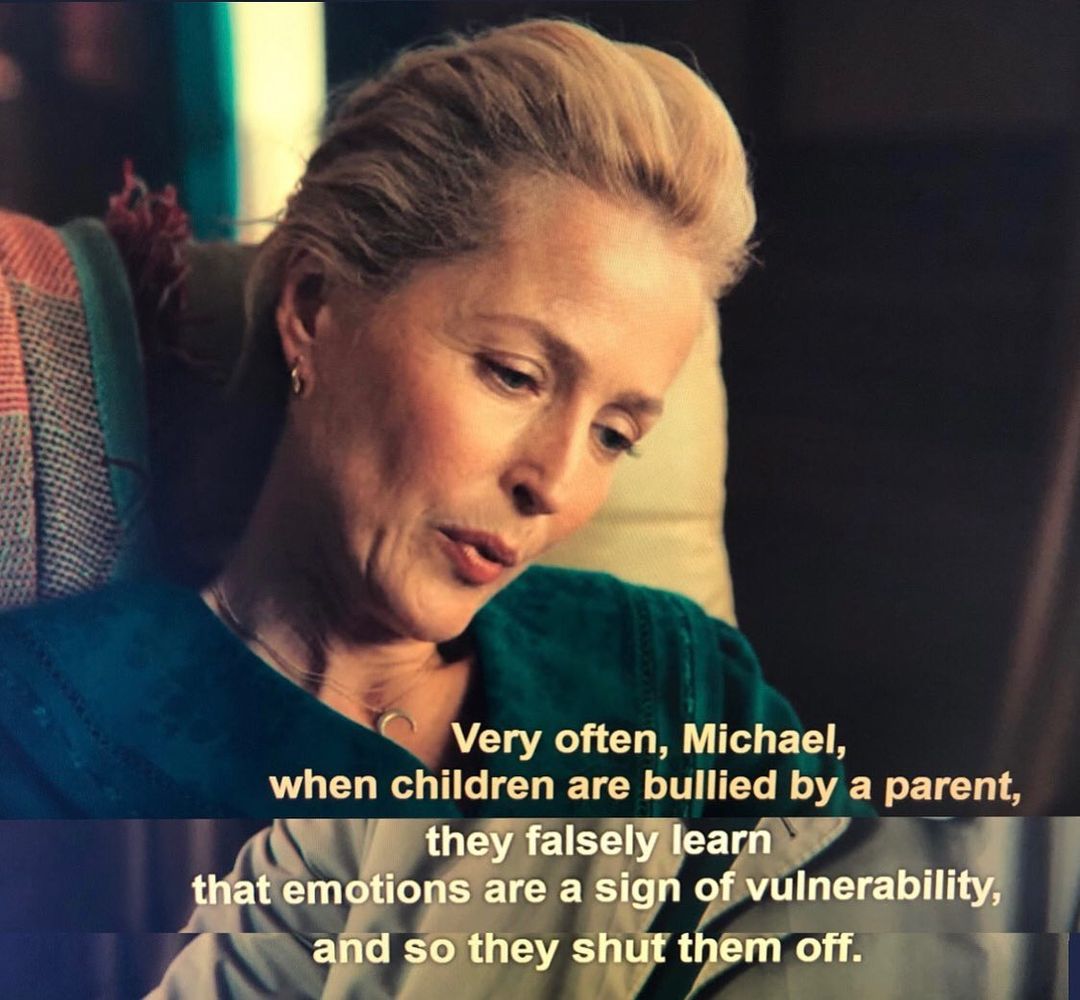 Very often, Michael,
when children are bullied by a parent,
they falsely learn
that emotions are a sign of vulnerability,
and so they shut them off.